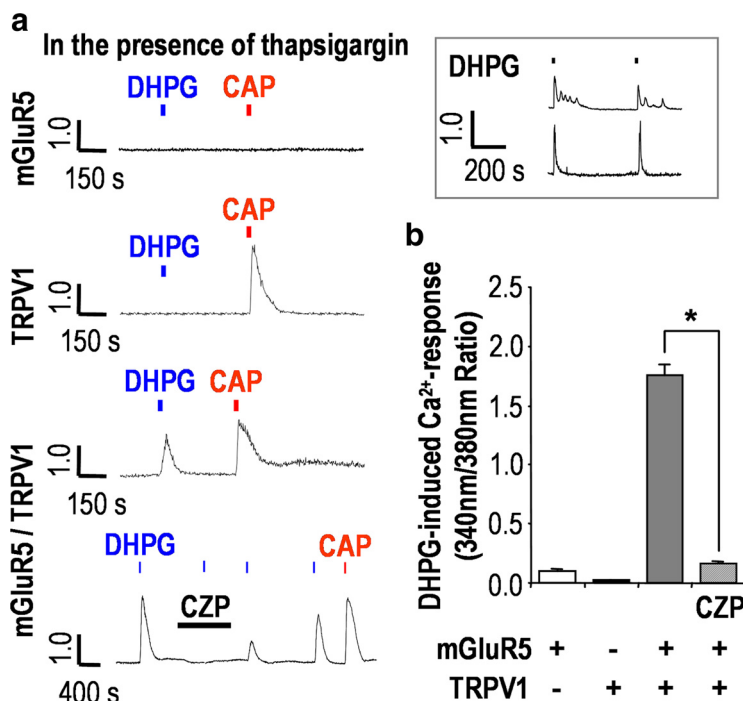 a
In the presence of thapsigargin
DHPG CAP
mGluR5
1.0
150 s
CAP
DHPG
TRPV1
1.0
150 s
DHPG CAP
1.0
150 s
mGluR5 / TRPV1
DHPG CAP
CZP
1.0
400 s
DHPG
1.0
200 s
b
DHPG-induced Ca²⁺-response
(340nm/380nm Ratio)
2.5
2.0
1.5
1.0
0.5
0.0
*
CZP
mGluR5 + - + +
TRPV1 - + + +